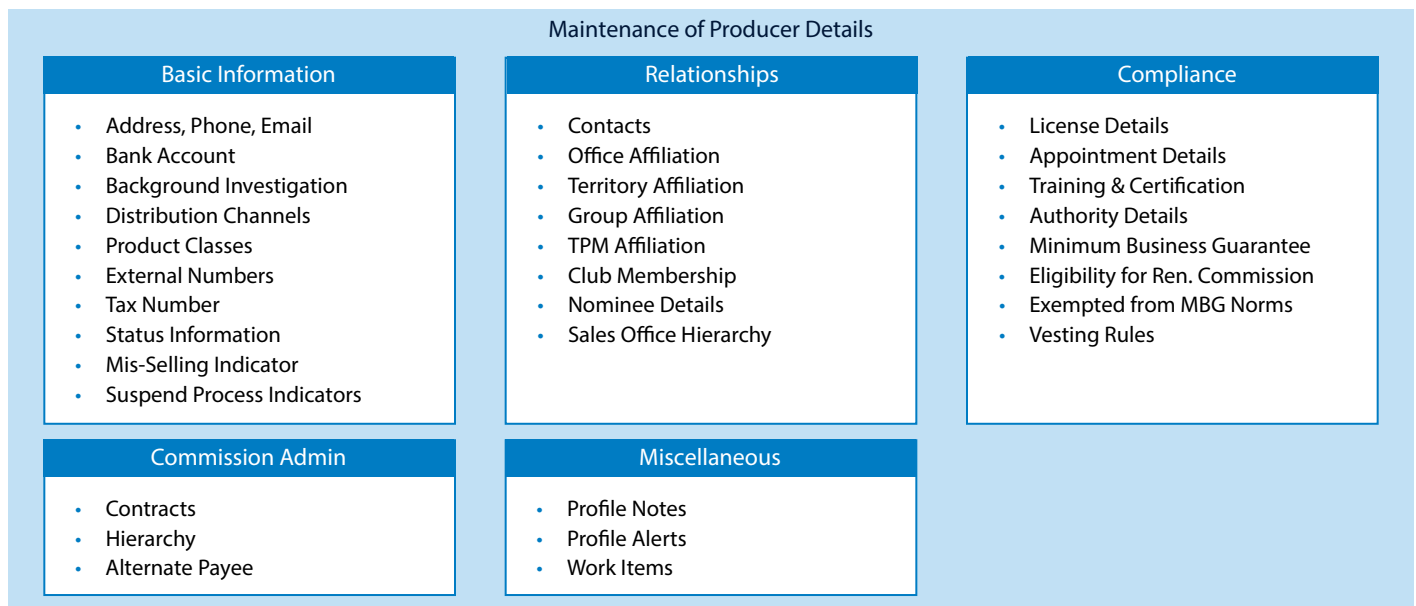 Maintenance of Producer Details
Basic Information
• Address, Phone, Email
• Bank Account
• Background Investigation
• Distribution Channels
• Product Classes
• External Numbers
• Tax Number
• Status Information
• Mis-Selling Indicator
• Suspend Process Indicators
Relationships
• Contacts
• Office Affiliation
• Territory Affiliation
• Group Affiliation
• TPM Affiliation
• Club Membership
• Nominee Details
• Sales Office Hierarchy
Compliance
• License Details
• Appointment Details
• Training & Certification
• Authority Details
• Minimum Business Guarantee
• Eligibility for Ren. Commission
• Exempted from MBG Norms
• Vesting Rules
Commission Admin
• Contracts
• Hierarchy
• Alternate Payee
Miscellaneous
• Profile Notes
• Profile Alerts
• Work Items